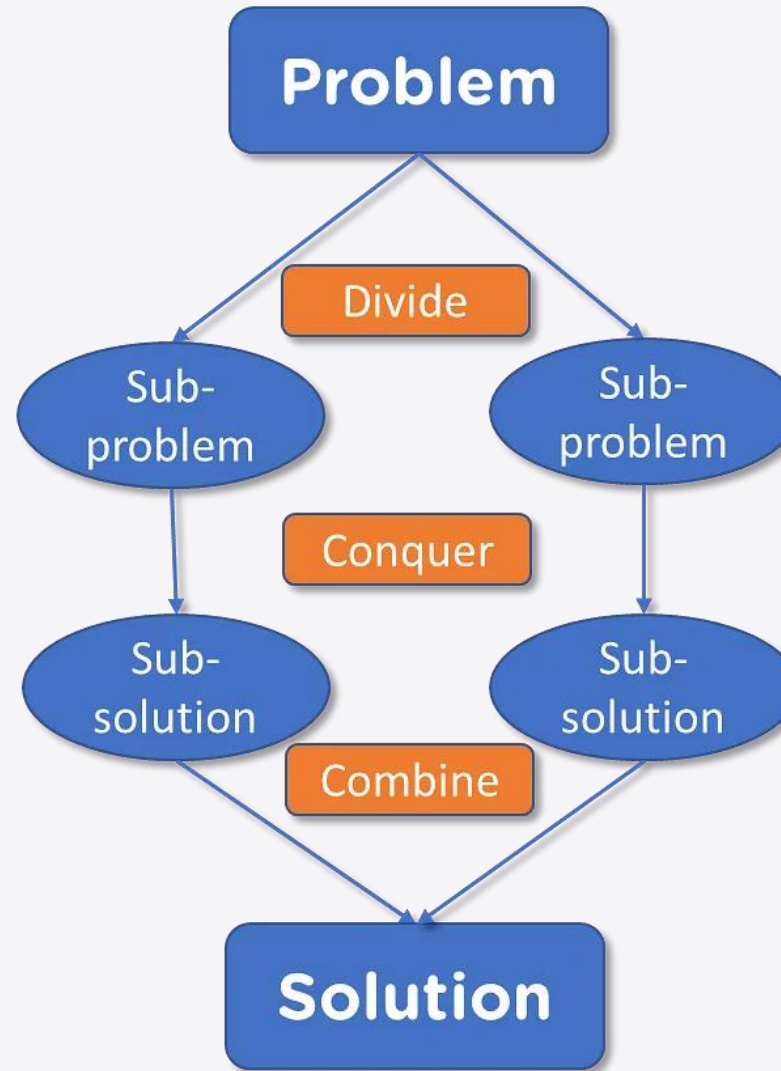 Problem
Divide
Sub-
problem
Sub-
problem
Conquer
Sub-
solution
Sub-
solution
Combine
Solution